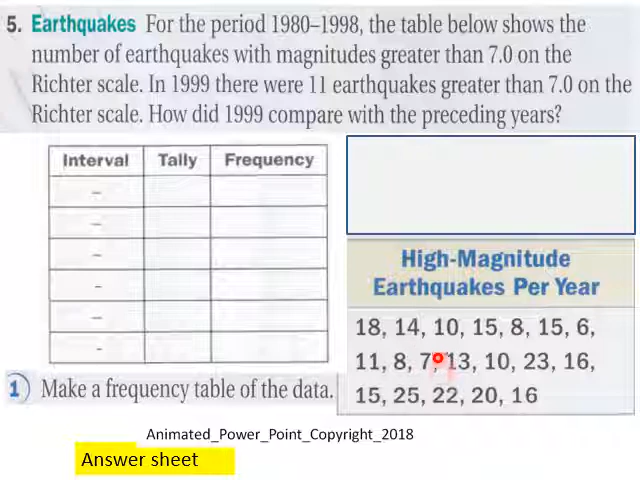 5. Earthquakes For the period 1980–1998, the table below shows the
number of earthquakes with magnitudes greater than 7.0 on the
Richter scale. In 1999 there were 11 earthquakes greater than 7.0 on the
Richter scale. How did 1999 compare with the preceding years?
Interval Tally Frequency
–
–
–
–
–
–
High-Magnitude
Earthquakes Per Year
18, 14, 10, 15, 8, 15, 6,
11, 8, 7, 13, 10, 23, 16,
15, 25, 22, 20, 16
1 Make a frequency table of the data.
Animated_Power_Point_Copyright_2018
Answer sheet